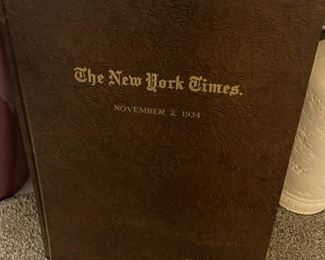 The New York Times.
NOVEMBER 2, 1934